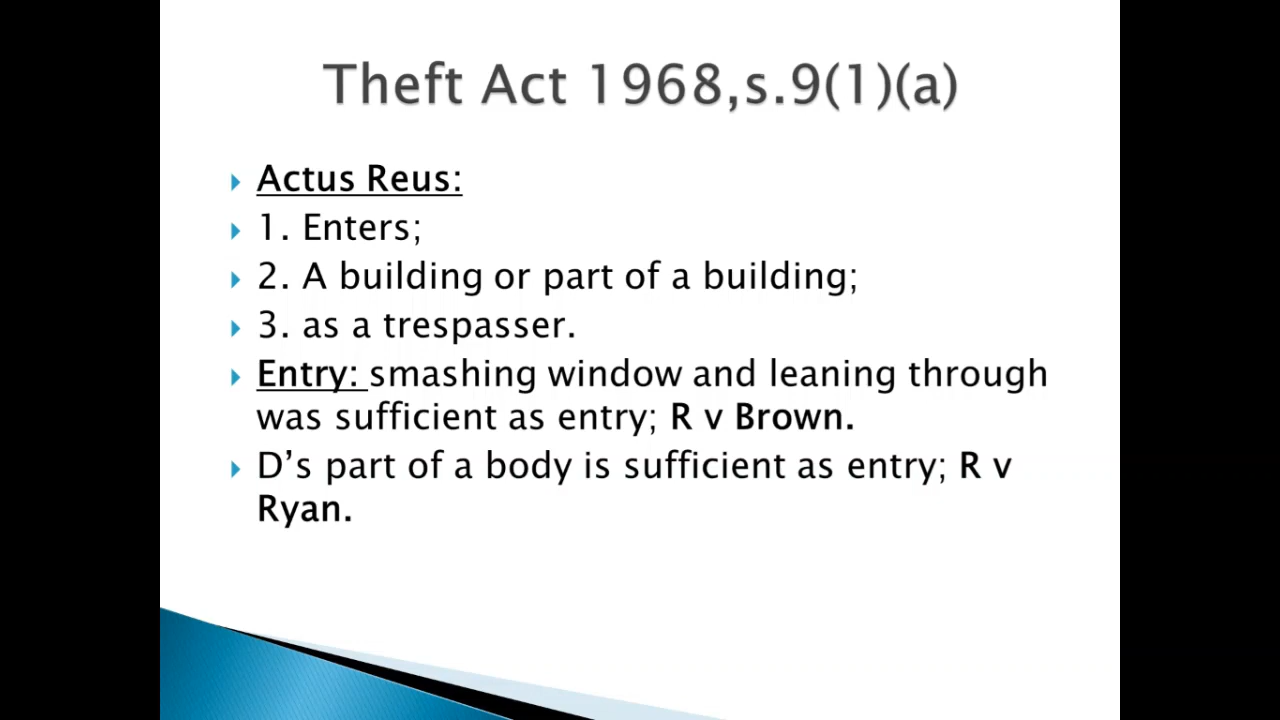 Theft Act 1968,s.9(1)(a)
Actus Reus:
1. Enters;
2. A building or part of a building;
3. as a trespasser.
Entry: smashing window and leaning through
was sufficient as entry; R v Brown.
D’s part of a body is sufficient as entry; R v
Ryan.